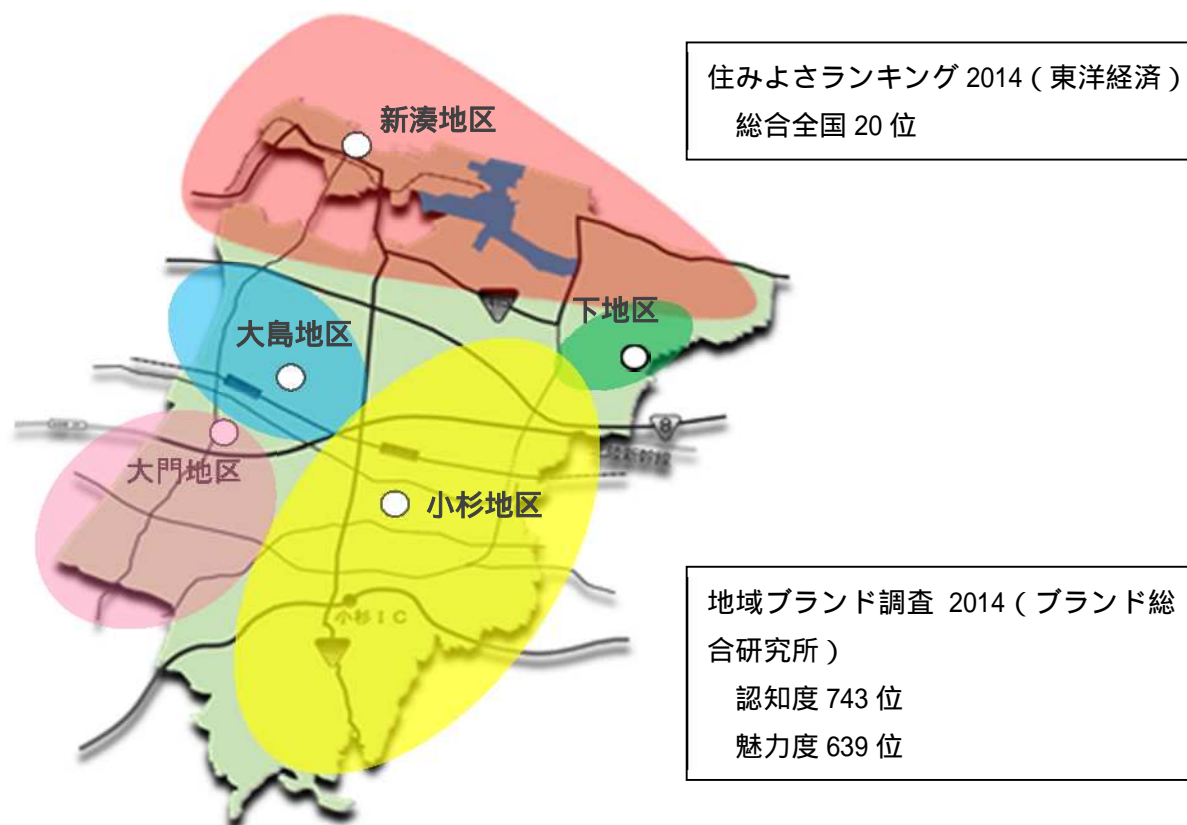 新湊地区
住みよさランキング 2014（東洋経済）
総合全国 20 位
下地区
大島地区
8
大門地区
小杉地区
小杉ＩＣ
地域ブランド調査 2014（ブランド総
合研究所）
認知度 743 位
魅力度 639 位